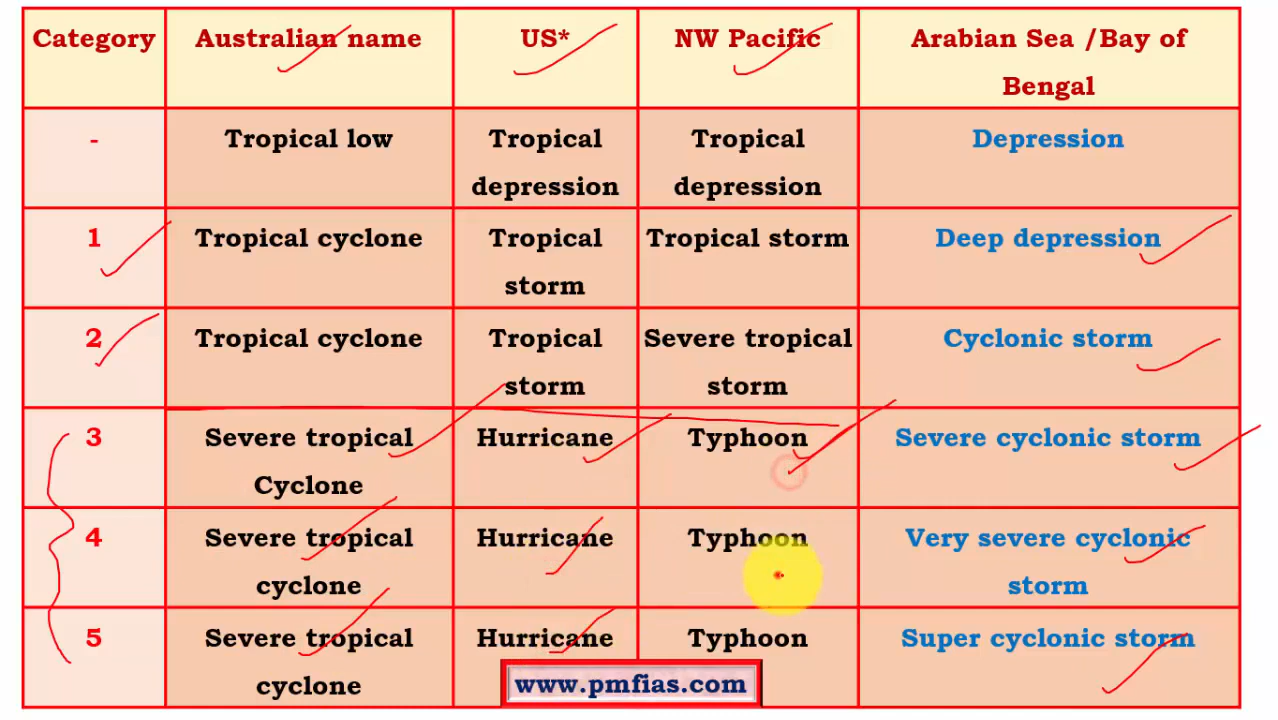 Category Australian name US* NW Pacific Arabian Sea /Bay of
Bengal
- Tropical low Tropical Tropical Depression
depression depression
1 Tropical cyclone Tropical Tropical storm Deep depression
storm
2 Tropical cyclone Tropical Severe tropical Cyclonic storm
storm storm
3 Severe tropical Hurricane Typhoon Severe cyclonic storm
Cyclone
4 Severe tropical Hurricane Typhoon Very severe cyclonic
cyclone storm
5 Severe tropical Hurricane Typhoon Super cyclonic storm
cyclone
www.pmfias.com